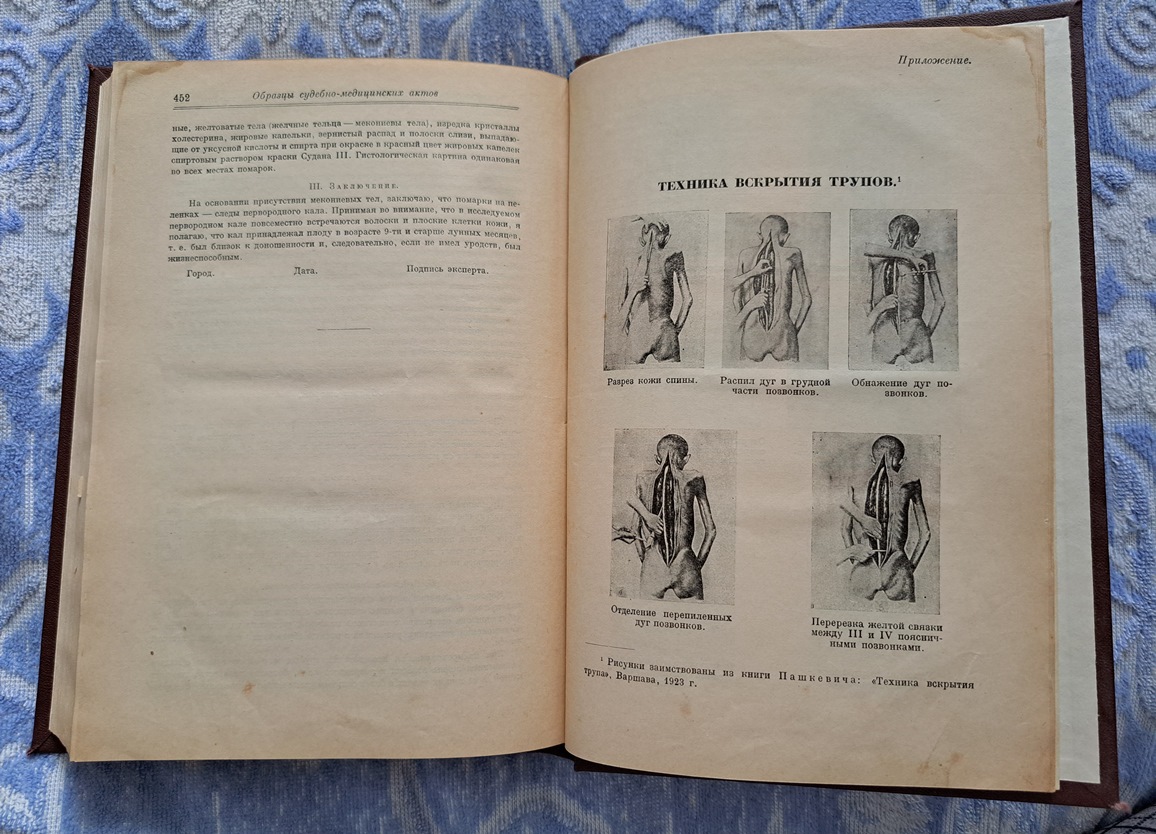 452
Образцы судебно-медицинских актов
ные, желтоватые тела (желчные тельца — мекониевы тела), нередко кристаллы
холестерина, жировые капельки, зернистый распад и полоски слизи, выпадаю-
щие от уксусной кислоты и спирта при окраске в красный цвет жировых капелек
спиртовым раствором краски Судана III. Гистологическая картина одинаковая
во всех местах помарок.
III. Заключение.
На основании присутствия мекониевых тел, заключаю, что помарки на пе-
ленках — следы первородного кала. Принимая во внимание, что в исследуемом
первородном кале повсеместно встречаются волоски и плоские клетки кожи, я
полагаю, что кал принадлежал плоду в возрасте 9-ти и старше лунных месяцев,
т. е. был близок к доношенности и, следовательно, если не имел уродств, был
жизнеспособным.
Город. Дата. Подпись эксперта.
Приложение.
ТЕХНИКА ВСКРЫТИЯ ТРУПОВ.¹
Разрез кожи спины.
Распил дуг в грудной
части позвонков.
Обнажение дуг по-
звонков.
Отделение перепиленных
дуг позвонков.
Перерезка желтой связки
между III и IV пояснич-
ными позвонками.
¹ Рисунки заимствованы из книги Пашкевича: «Техника вскрытия
трупа», Варшава, 1923 г.